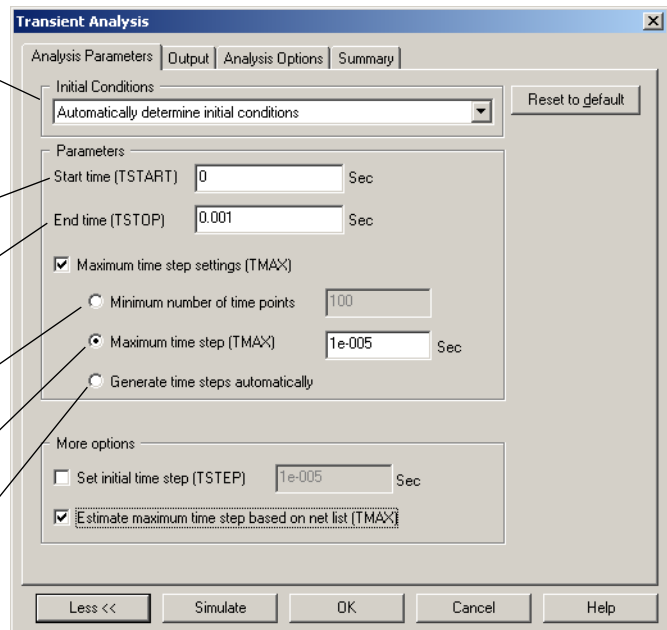 Transient Analysis
Analysis Parameters Output Analysis Options Summary
Initial Conditions
Automatically determine initial conditions
Reset to default
Parameters
Start time (TSTART) 0 Sec
End time (TSTOP) 0.001 Sec
Maximum time step settings (TMAX)
Minimum number of time points 100
Maximum time step (TMAX) 1e-005 Sec
Generate time steps automatically
More options
Set initial time step (TSTEP) 1e-005 Sec
Estimate maximum time step based on net list (TMAX)
Less << Simulate OK Cancel Help